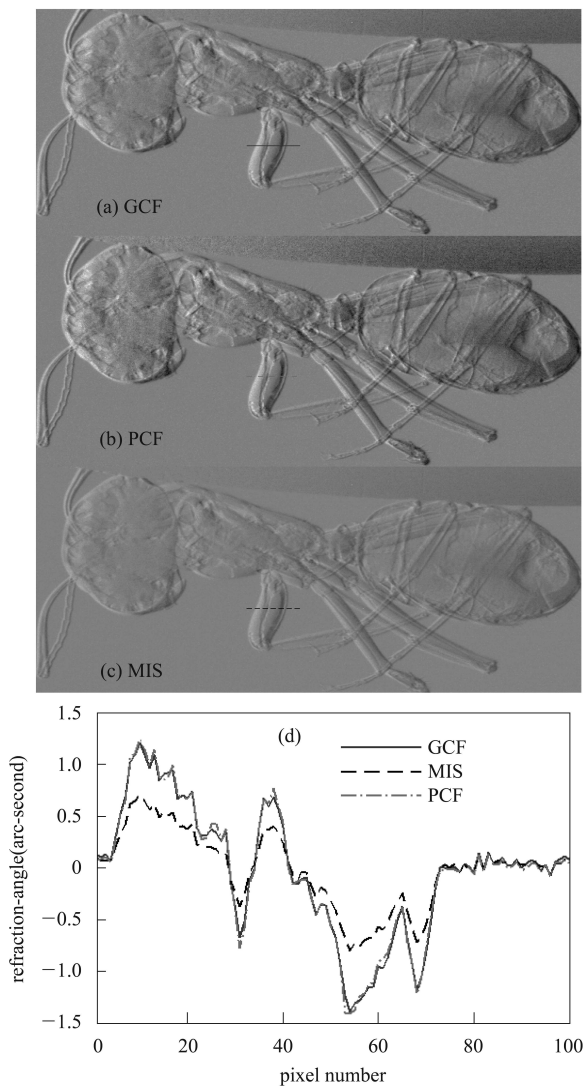 (a) GCF
(b) PCF
(c) MIS
(d)
GCF
MIS
PCF
refraction-angle(arc-second)
1.5
1.0
0.5
0
−0.5
−1.0
−1.5
0 20 40 60 80 100
pixel number